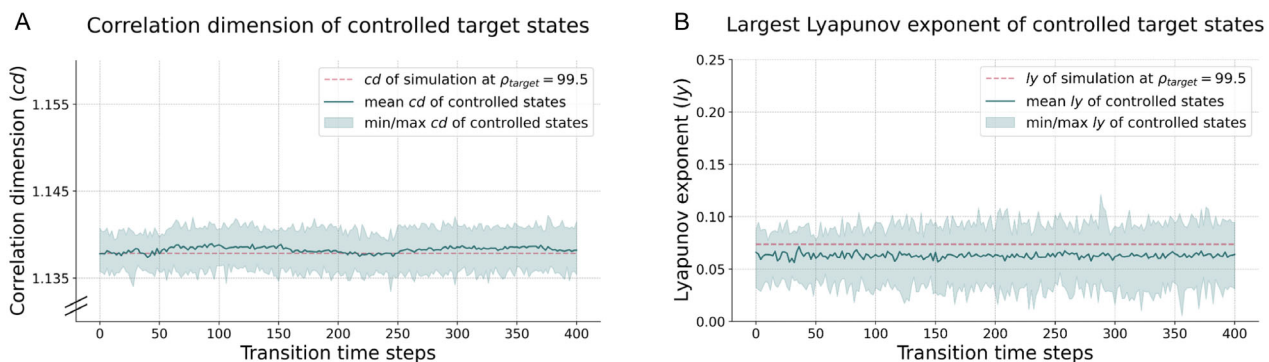 A
Correlation dimension of controlled target states
Correlation dimension (cd)
1.155
1.145
1.135
cd of simulation at ρtarget = 99.5
mean cd of controlled states
min/max cd of controlled states
0 50 100 150 200 250 300 350 400
Transition time steps
B
Largest Lyapunov exponent of controlled target states
Lyapunov exponent (ly)
0.25
0.20
0.15
0.10
0.05
0.00
ly of simulation at ρtarget = 99.5
mean ly of controlled states
min/max ly of controlled states
0 50 100 150 200 250 300 350 400
Transition time steps